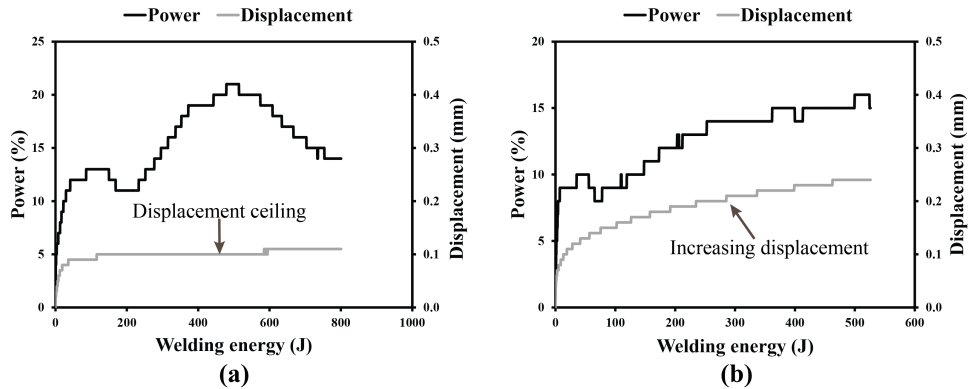 Power Displacement
25
20
15
10
5
0
Power (%)
0.5
0.4
0.3
0.2
0.1
0.0
Displacement (mm)
Displacement ceiling
0 200 400 600 800 1000
Welding energy (J)
(a)
Power Displacement
20
15
10
5
0
Power (%)
0.5
0.4
0.3
0.2
0.1
0.0
Displacement (mm)
Increasing displacement
0 100 200 300 400 500 600
Welding energy (J)
(b)